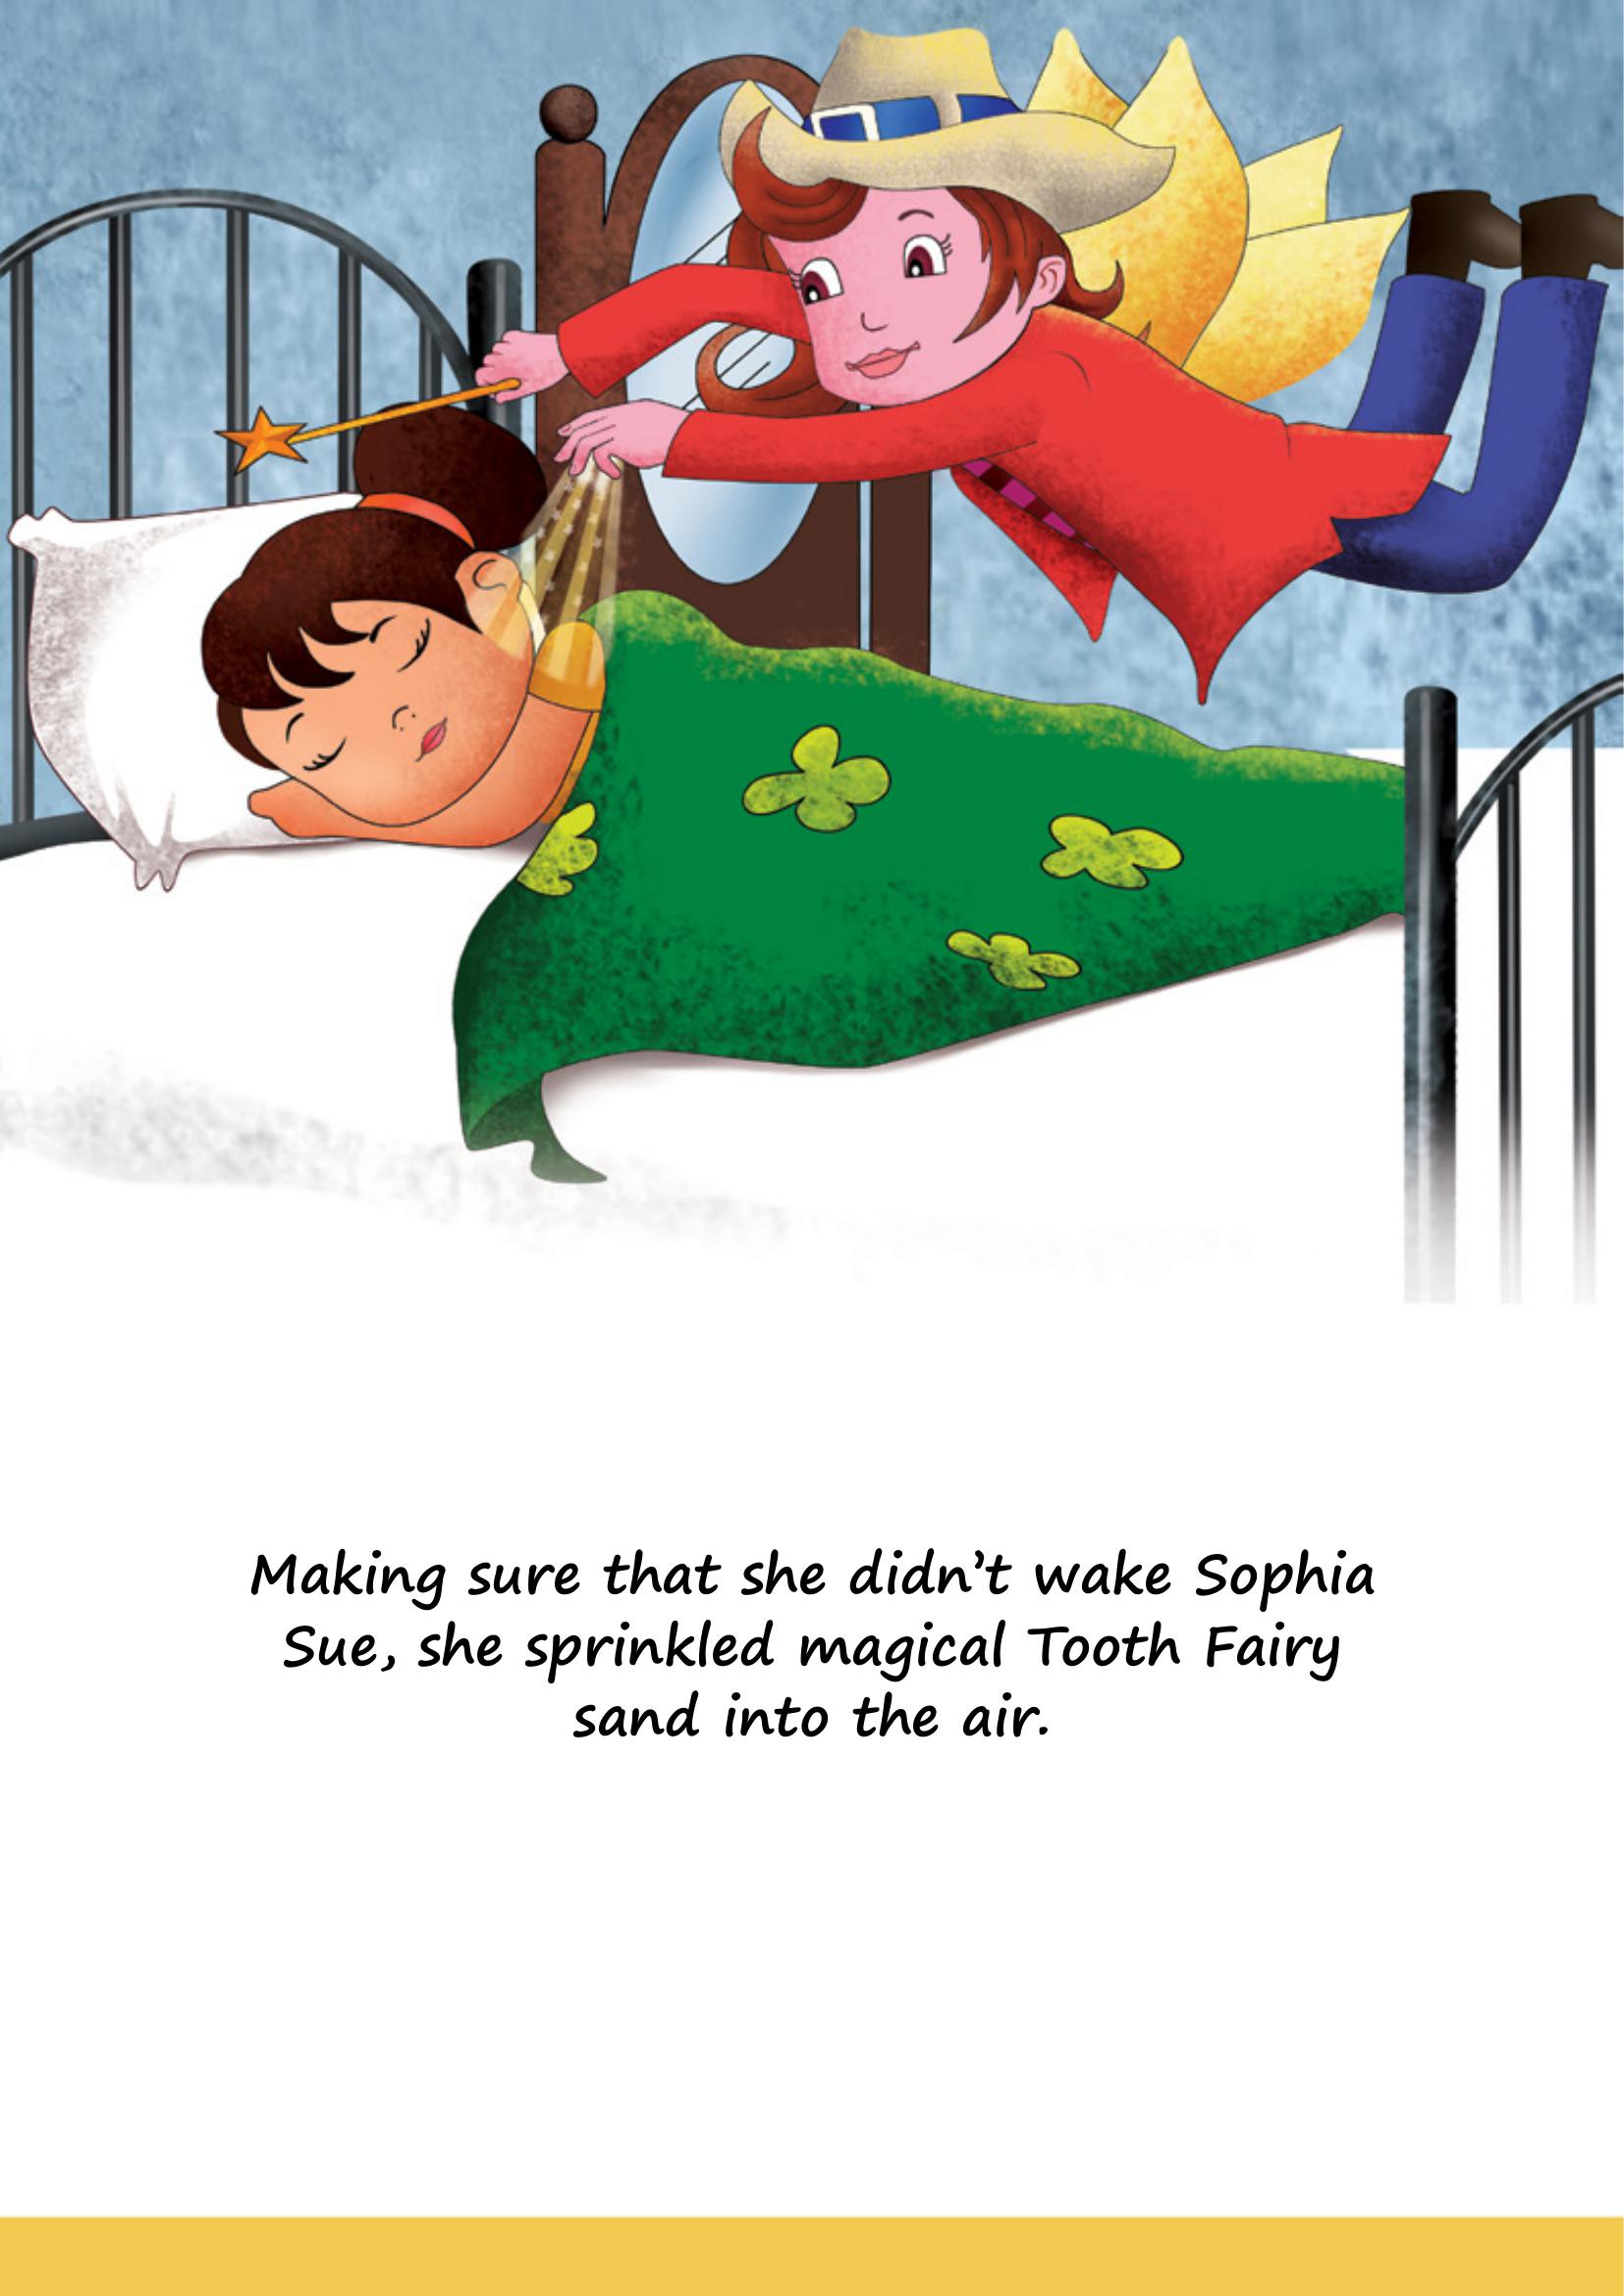 Making sure that she didn’t wake Sophia
Sue, she sprinkled magical Tooth Fairy
sand into the air.